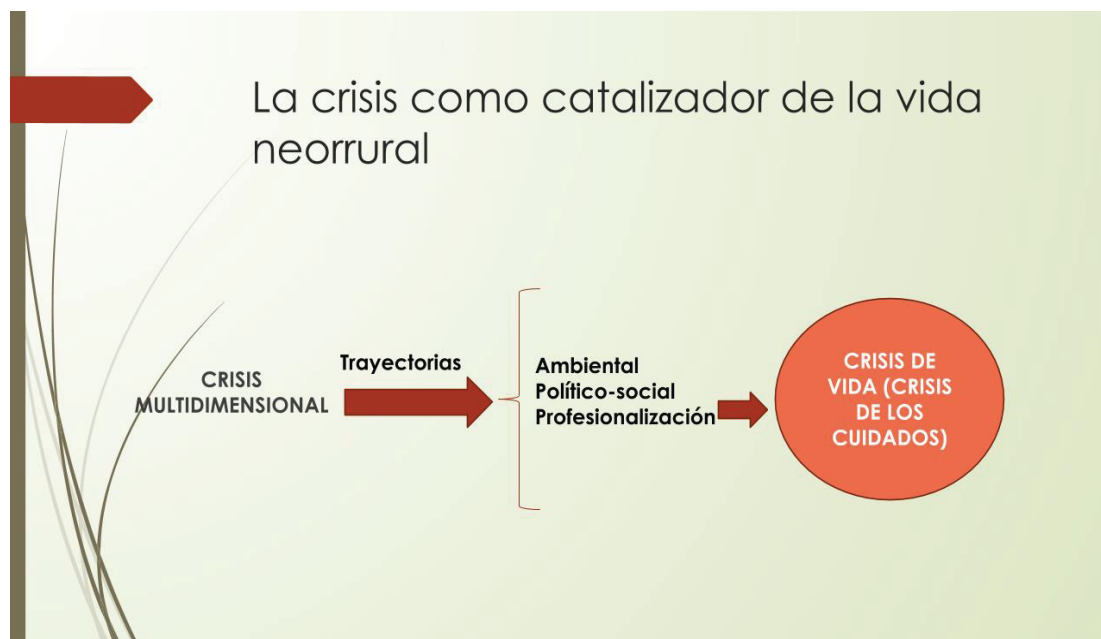 La crisis como catalizador de la vida
neorrural
CRISIS
MULTIDIMENSIONAL
Trayectorias
Ambiental
Político-social
Profesionalización
CRISIS DE
VIDA (CRISIS
DE LOS
CUIDADOS)